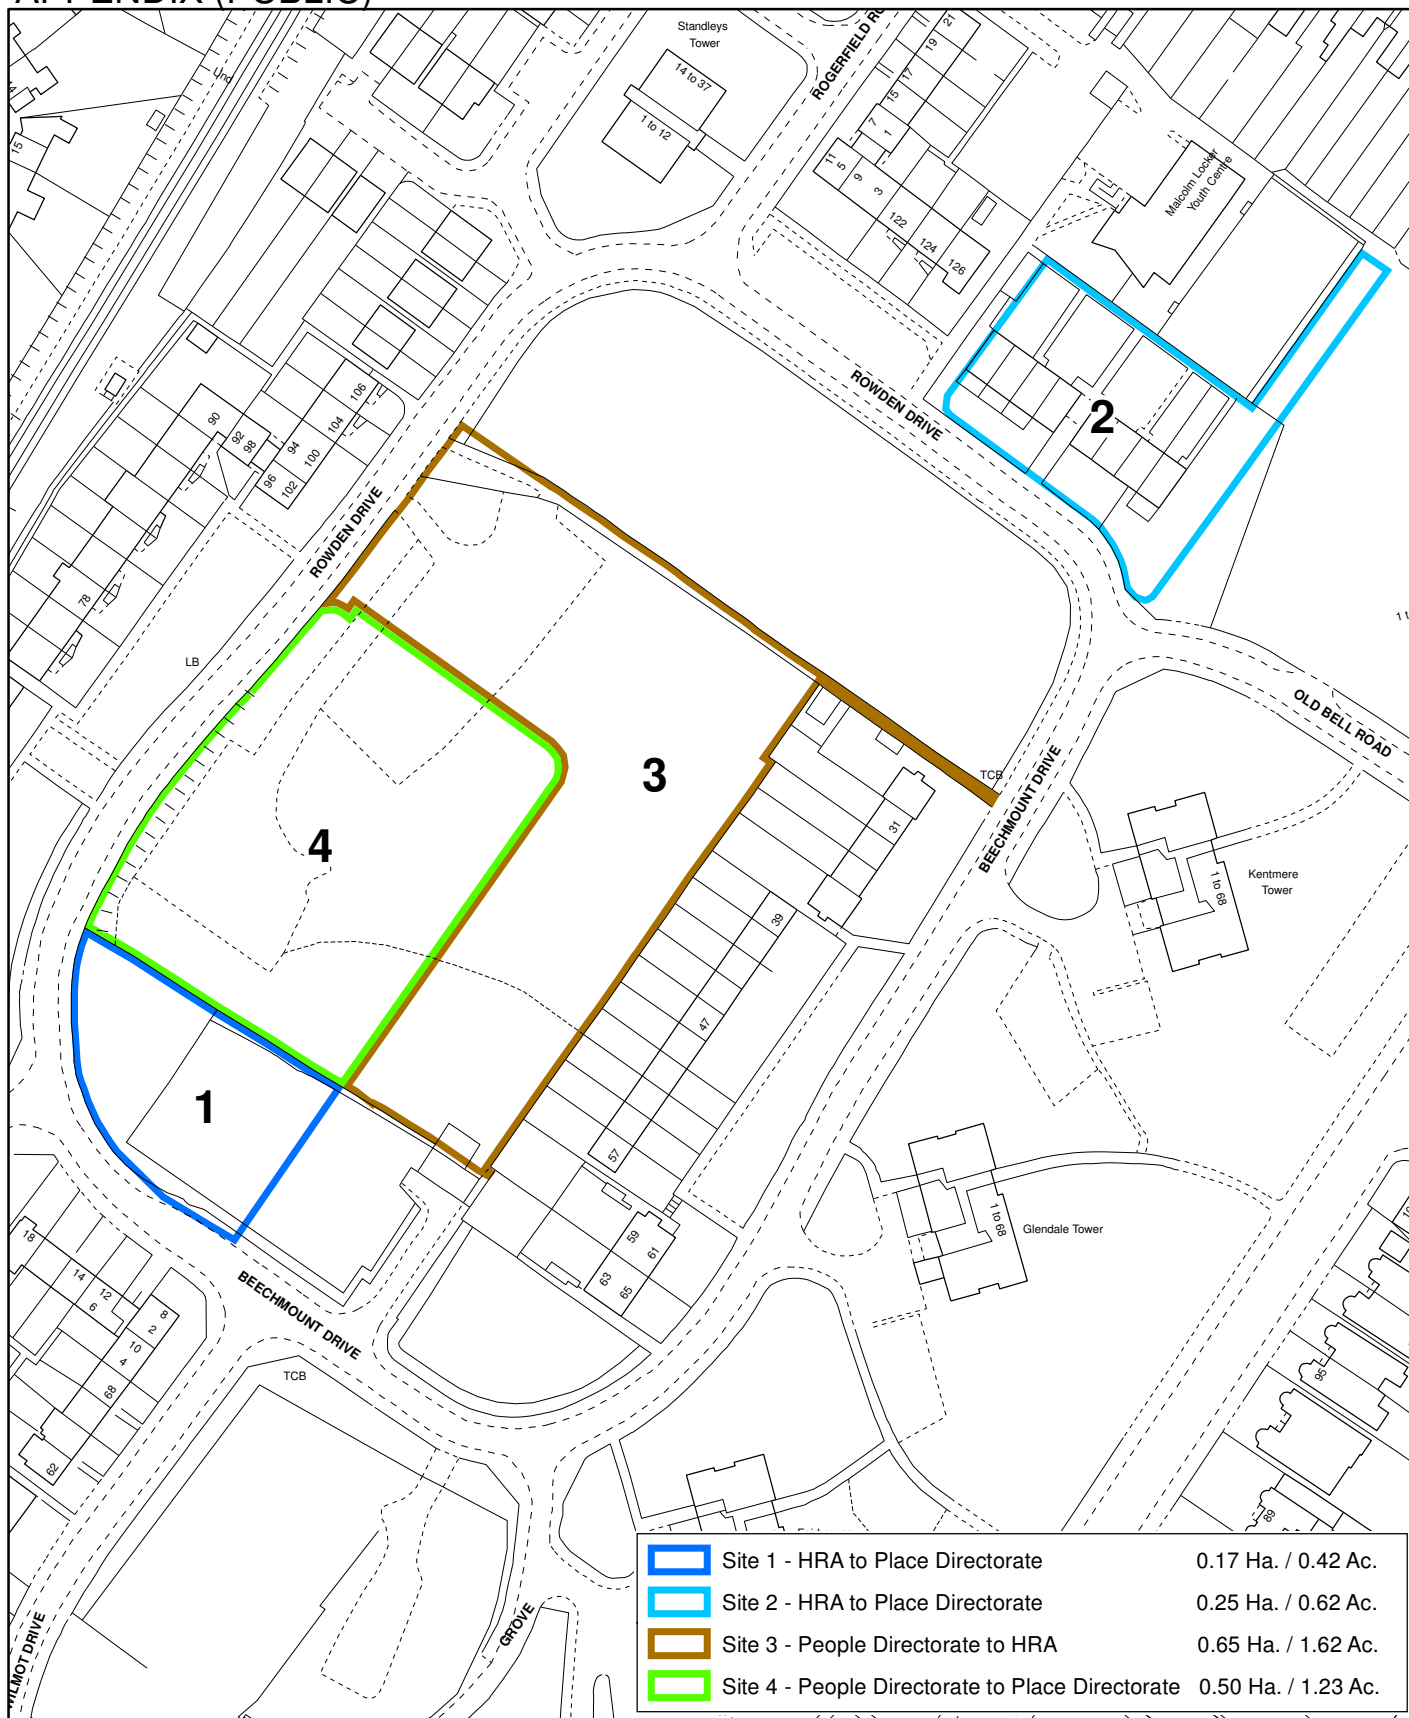 APPENDIX (PUBLIC)
Standleys
Tower
ROGERFIELD RO
21
19
17
15
7
1
14 to 37
1 to 12
Und
15
11
5
9
3
122
124
126
Malcolm Locker
Youth Centre
ROWDEN DRIVE
2
106
104
90
92
98
94
100
96
102
ROWDEN DRIVE
78
LB
1 t
OLD BELL ROAD
3
TCB
BEECHMOUNT DRIVE
31
4
Kentmere
Tower
1 to 68
39
47
1
57
59
61
63
65
1 to 68
Glendale Tower
18
14
12
6
8
2
10
4
68
62
BEECHMOUNT DRIVE
TCB
95
89
GROVE
WILMOT DRIVE
Site 1 - HRA to Place Directorate 0.17 Ha. / 0.42 Ac.
Site 2 - HRA to Place Directorate 0.25 Ha. / 0.62 Ac.
Site 3 - People Directorate to HRA 0.65 Ha. / 1.62 Ac.
Site 4 - People Directorate to Place Directorate 0.50 Ha. / 1.23 Ac.